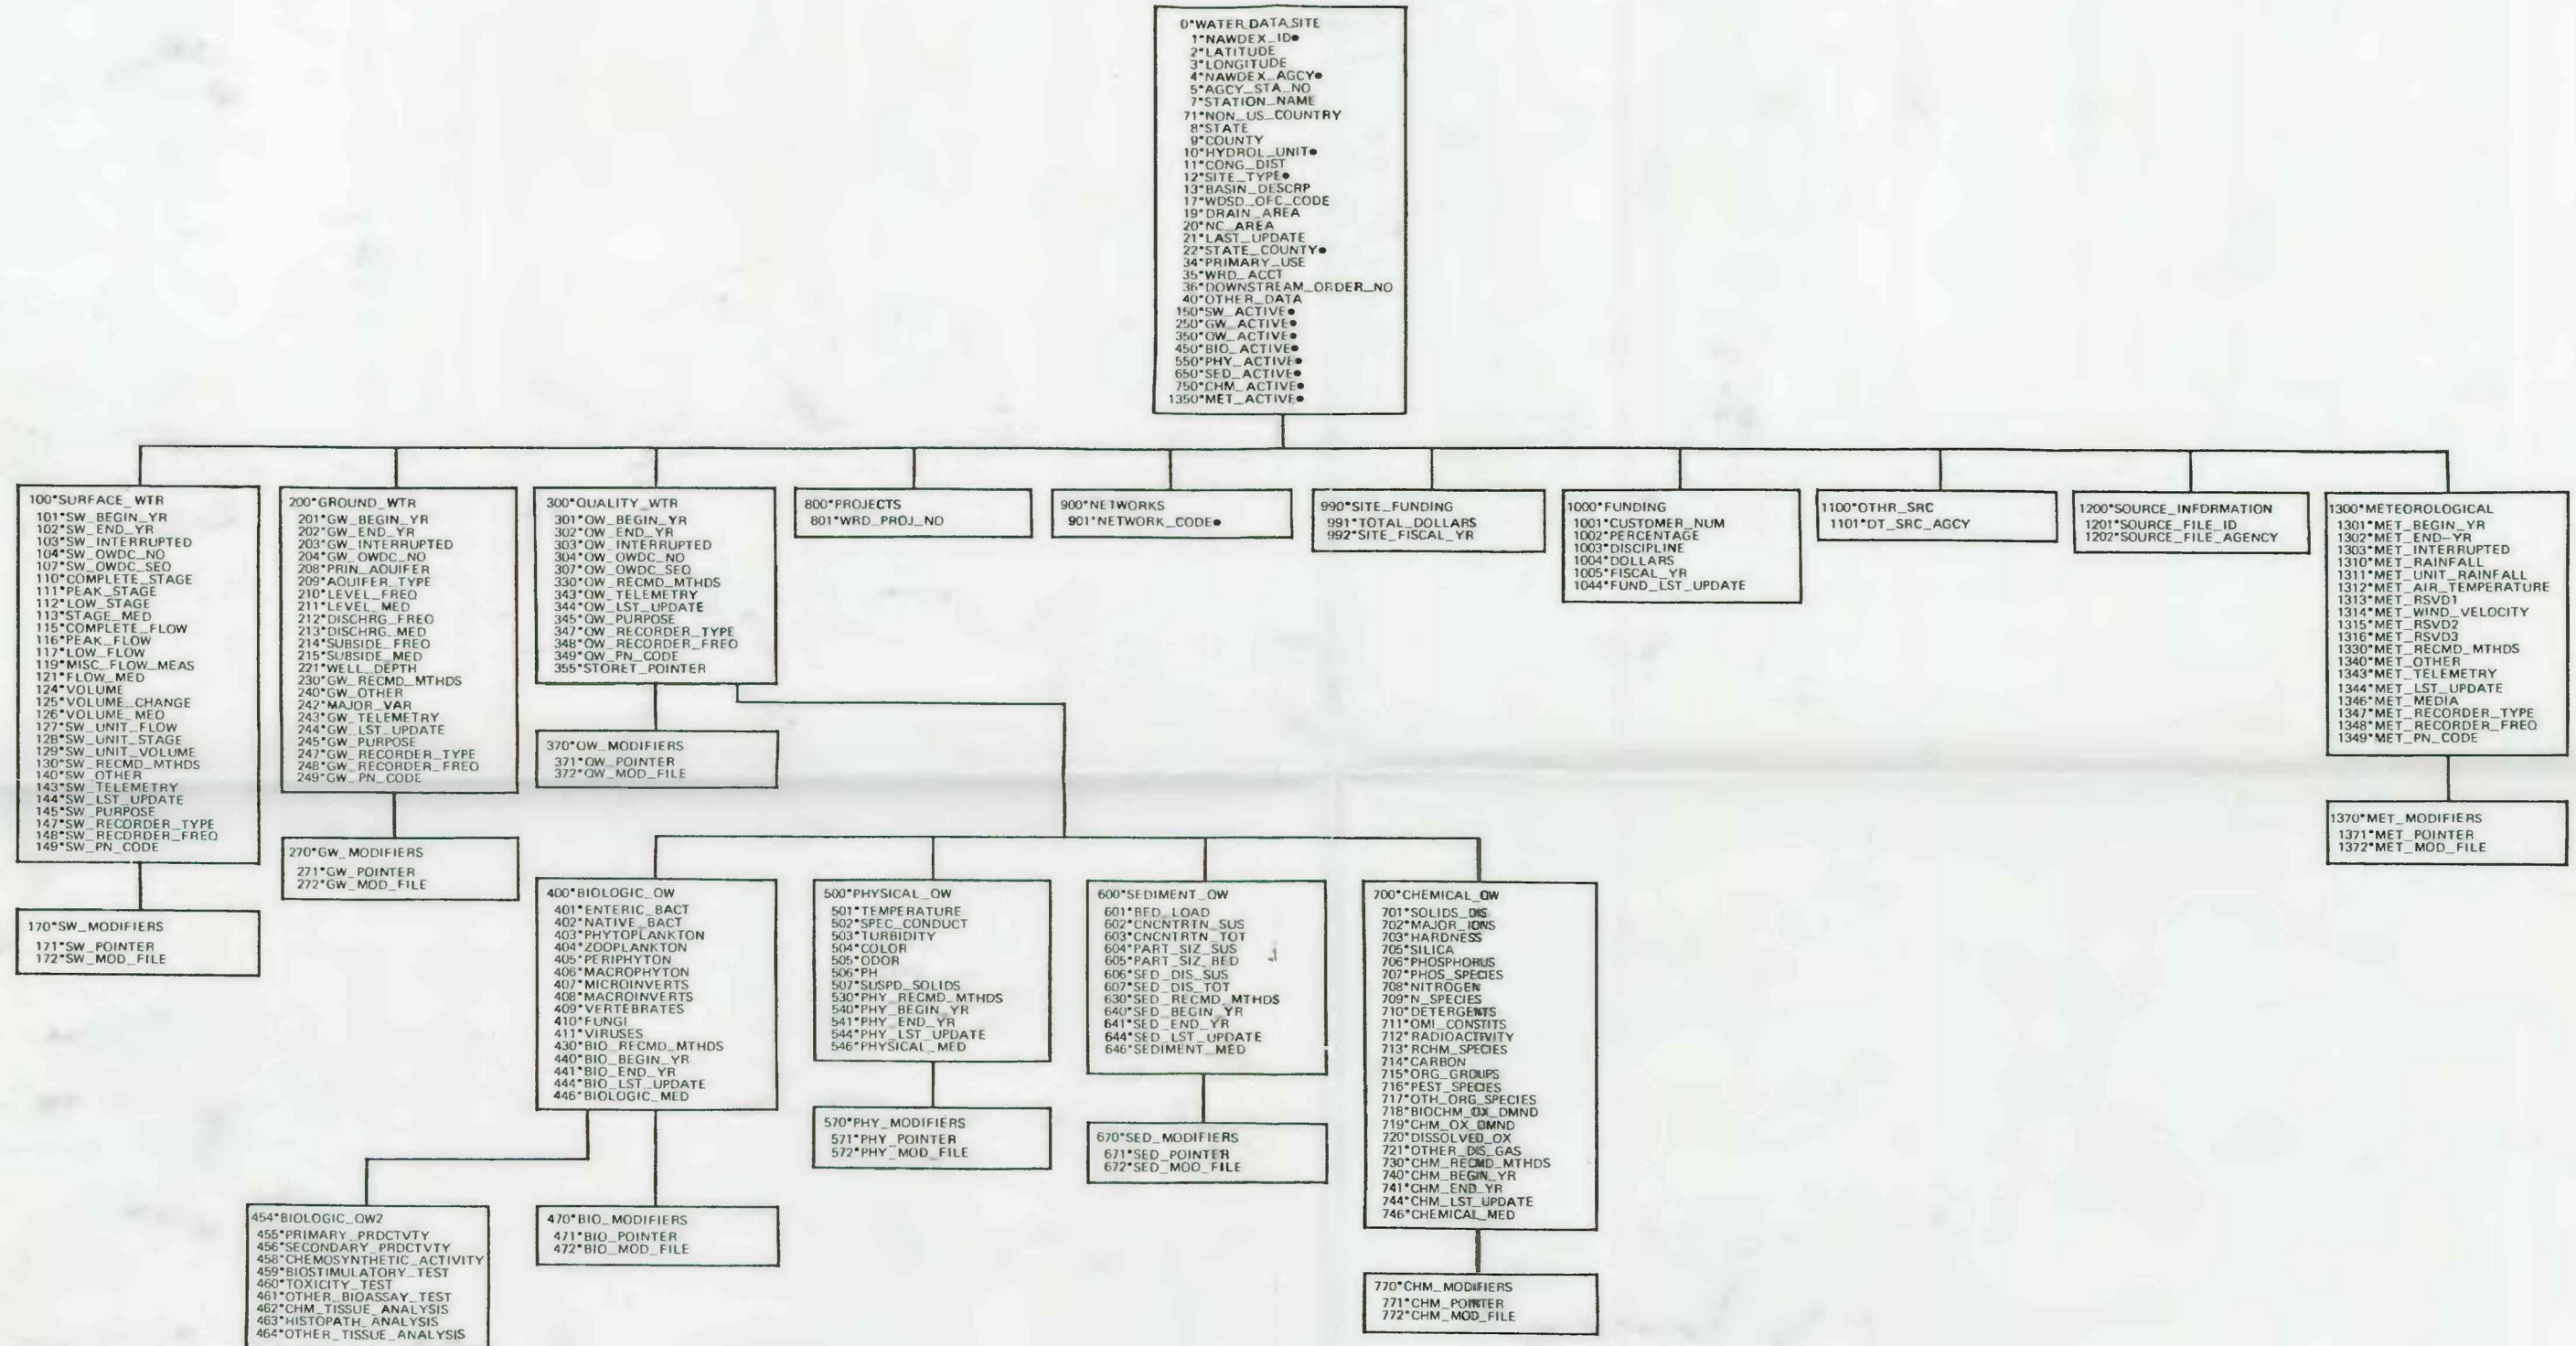 0*WATER_DATA_SITE
1*NAWDEX_ID●
2*LATITUDE
3*LONGITUDE
4*NAWDEX_AGCY●
5*AGCY_STA_NO
7*STATION_NAME
71*NON_US_COUNTRY
8*STATE
9*COUNTY
10*HYDROL_UNIT●
11*CONG_DIST
12*SITE_TYPE●
13*BASIN_DESCRP
17*WDSD_OFC_CODE
19*DRAIN_AREA
20*NC_AREA
21*LAST_UPDATE
22*STATE_COUNTY●
34*PRIMARY_USE
35*WRD_ACCT
36*DOWNSTREAM_ORDER_NO
40*OTHER_DATA
150*SW_ACTIVE●
250*GW_ACTIVE●
350*QW_ACTIVE●
450*BIO_ACTIVE●
550*PHY_ACTIVE●
650*SED_ACTIVE●
750*CHM_ACTIVE●
1350*MET_ACTIVE●
100*SURFACE_WTR
101*SW_BEGIN_YR
102*SW_END_YR
103*SW_INTERRUPTED
104*SW_OWDC_NO
107*SW_OWDC_SEQ
110*COMPLETE_STAGE
111*PEAK_STAGE
112*LOW_STAGE
113*STAGE_MED
115*COMPLETE_FLOW
116*PEAK_FLOW
117*LOW_FLOW
119*MISC_FLOW_MEAS
121*FLOW_MED
124*VOLUME
125*VOLUME_CHANGE
126*VOLUME_MED
127*SW_UNIT_FLOW
128*SW_UNIT_STAGE
129*SW_UNIT_VOLUME
130*SW_RECMD_MTHDS
140*SW_OTHER
143*SW_TELEMETRY
144*SW_LST_UPDATE
145*SW_PURPOSE
147*SW_RECORDER_TYPE
148*SW_RECORDER_FREQ
149*SW_PN_CODE
170*SW_MODIFIERS
171*SW_POINTER
172*SW_MOD_FILE
200*GROUND_WTR
201*GW_BEGIN_YR
202*GW_END_YR
203*GW_INTERRUPTED
204*GW_OWDC_NO
208*PRIN_AQUIFER
209*AQUIFER_TYPE
210*LEVEL_FREQ
211*LEVEL_MED
212*DISCHRG_FREQ
213*DISCHRG_MED
214*SUBSIDE_FREQ
215*SUBSIDE_MED
221*WELL_DEPTH
230*GW_RECMD_MTHDS
240*GW_OTHER
242*MAJOR_VAR
243*GW_TELEMETRY
244*GW_LST_UPDATE
245*GW_PURPOSE
247*GW_RECORDER_TYPE
248*GW_RECORDER_FREQ
249*GW_PN_CODE
270*GW_MODIFIERS
271*GW_POINTER
272*GW_MOD_FILE
300*QUALITY_WTR
301*QW_BEGIN_YR
302*QW_END_YR
303*QW_INTERRUPTED
304*QW_OWDC_NO
307*QW_OWDC_SEQ
330*QW_RECMD_MTHDS
343*QW_TELEMETRY
344*QW_LST_UPDATE
345*QW_PURPOSE
347*QW_RECORDER_TYPE
348*QW_RECORDER_FREQ
349*QW_PN_CODE
355*STORET_POINTER
370*QW_MODIFIERS
371*QW_POINTER
372*QW_MOD_FILE
800*PROJECTS
801*WRD_PROJ_NO
900*NETWORKS
901*NETWORK_CODE●
990*SITE_FUNDING
991*TOTAL_DOLLARS
992*SITE_FISCAL_YR
1000*FUNDING
1001*CUSTOMER_NUM
1002*PERCENTAGE
1003*DISCIPLINE
1004*DOLLARS
1005*FISCAL_YR
1044*FUND_LST_UPDATE
1100*OTHR_SRC
1101*DT_SRC_AGCY
1200*SOURCE_INFORMATION
1201*SOURCE_FILE_ID
1202*SOURCE_FILE_AGENCY
1300*METEOROLOGICAL
1301*MET_BEGIN_YR
1302*MET_END-YR
1303*MET_INTERRUPTED
1310*MET_RAINFALL
1311*MET_UNIT_RAINFALL
1312*MET_AIR_TEMPERATURE
1313*MET_RSVD1
1314*MET_WIND_VELOCITY
1315*MET_RSVD2
1316*MET_RSVD3
1330*MET_RECMD_MTHDS
1340*MET_OTHER
1343*MET_TELEMETRY
1344*MET_LST_UPDATE
1346*MET_MEDIA
1347*MET_RECORDER_TYPE
1348*MET_RECORDER_FREQ
1349*MET_PN_CODE
1370*MET_MODIFIERS
1371*MET_POINTER
1372*MET_MOD_FILE
400*BIOLOGIC_QW
401*ENTERIC_BACT
402*NATIVE_BACT
403*PHYTOPLANKTON
404*ZOOPLANKTON
405*PERIPHYTON
406*MACROPHYTON
407*MICROINVERTS
408*MACROINVERTS
409*VERTEBRATES
410*FUNGI
411*VIRUSES
430*BIO_RECMD_MTHDS
440*BIO_BEGIN_YR
441*BIO_END_YR
444*BIO_LST_UPDATE
446*BIOLOGIC_MED
454*BIOLOGIC_QW2
455*PRIMARY_PRDCTVTY
456*SECONDARY_PRDCTVTY
458*CHEMOSYNTHETIC_ACTIVITY
459*BIOSTIMULATORY_TEST
460*TOXICITY_TEST
461*OTHER_BIOASSAY_TEST
462*CHM_TISSUE_ANALYSIS
463*HISTOPATH_ANALYSIS
464*OTHER_TISSUE_ANALYSIS
470*BIO_MODIFIERS
471*BIO_POINTER
472*BIO_MOD_FILE
500*PHYSICAL_QW
501*TEMPERATURE
502*SPEC_CONDUCT
503*TURBIDITY
504*COLOR
505*ODOR
506*PH
507*SUSPD_SOLIDS
530*PHY_RECMD_MTHDS
540*PHY_BEGIN_YR
541*PHY_END_YR
544*PHY_LST_UPDATE
546*PHYSICAL_MED
570*PHY_MODIFIERS
571*PHY_POINTER
572*PHY_MOD_FILE
600*SEDIMENT_QW
601*BED_LOAD
602*CNCNTRTN_SUS
603*CNCNTRTN_TOT
604*PART_SIZ_SUS
605*PART_SIZ_BED
606*SED_DIS_SUS
607*SED_DIS_TOT
630*SED_RECMD_MTHDS
640*SED_BEGIN_YR
641*SED_END_YR
644*SED_LST_UPDATE
646*SEDIMENT_MED
670*SED_MODIFIERS
671*SED_POINTER
672*SED_MOD_FILE
700*CHEMICAL_QW
701*SOLIDS_DIS
702*MAJOR_IONS
703*HARDNESS
705*SILICA
706*PHOSPHORUS
707*PHOS_SPECIES
708*NITROGEN
709*N_SPECIES
710*DETERGENTS
711*OMI_CONSTITS
712*RADIOACTIVITY
713*RCHM_SPECIES
714*CARBON
715*ORG_GROUPS
716*PEST_SPECIES
717*OTH_ORG_SPECIES
718*BIOCHM_OX_DMND
719*CHM_OX_DMND
720*DISSOLVED_OX
721*OTHER_DIS_GAS
730*CHM_RECMD_MTHDS
740*CHM_BEGIN_YR
741*CHM_END_YR
744*CHM_LST_UPDATE
746*CHEMICAL_MED
770*CHM_MODIFIERS
771*CHM_POINTER
772*CHM_MOD_FILE